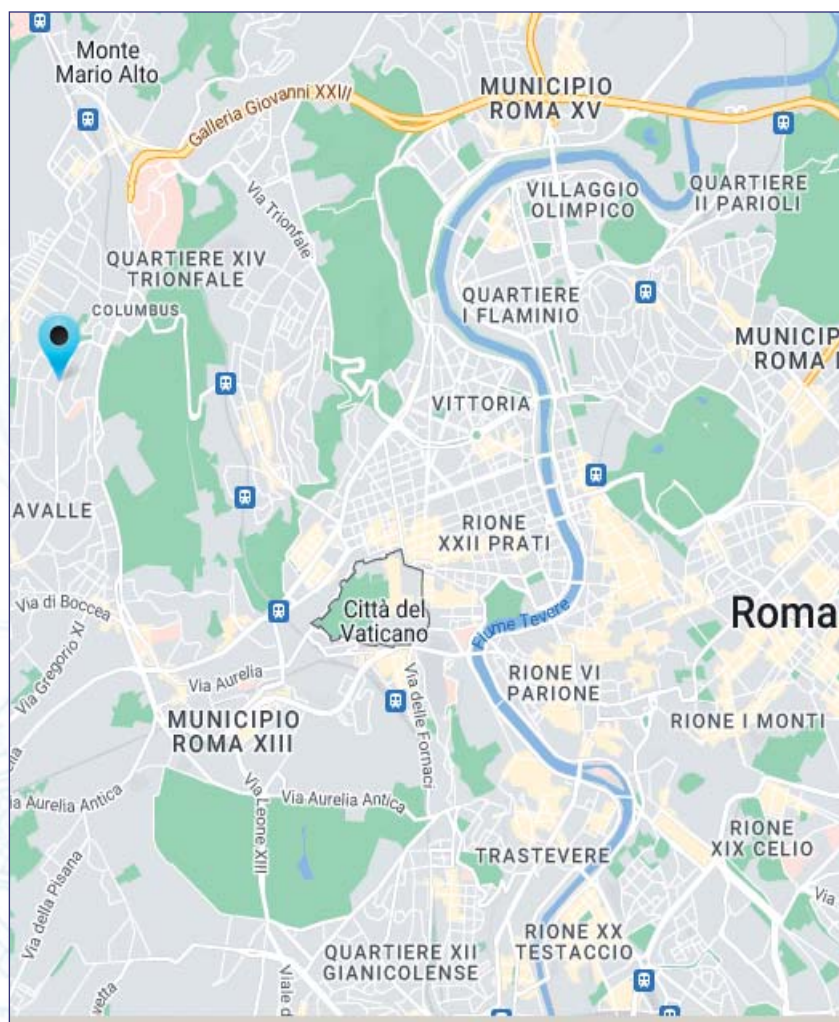 Monte
Mario Alto
Galleria Giovanni XXIII
MUNICIPIO
ROMA XV
Via Trionfale
VILLAGGIO
OLIMPICO
QUARTIERE
II PARIOLI
QUARTIERE XIV
TRIONFALE
COLUMBUS
QUARTIERE
I FLAMINIO
MUNICIP
ROMA I
VITTORIA
AVALLE
RIONE
XXII PRATI
Via di Boccea
Città del
Vaticano
Fiume Tevere
Roma
Via Gregorio XI
Via Aurelia
Via delle Fornaci
RIONE VI
PARIONE
MUNICIPIO
ROMA XIII
RIONE I MONTI
ia Aurelia Antica
Via Leone XIII
Via Aurelia Antica
RIONE
XIX CELIO
TRASTEVERE
Via della Pisana
Via
RIONE XX
TESTACCIO
QUARTIERE XII
GIANICOLENSE
Viale d
vetta